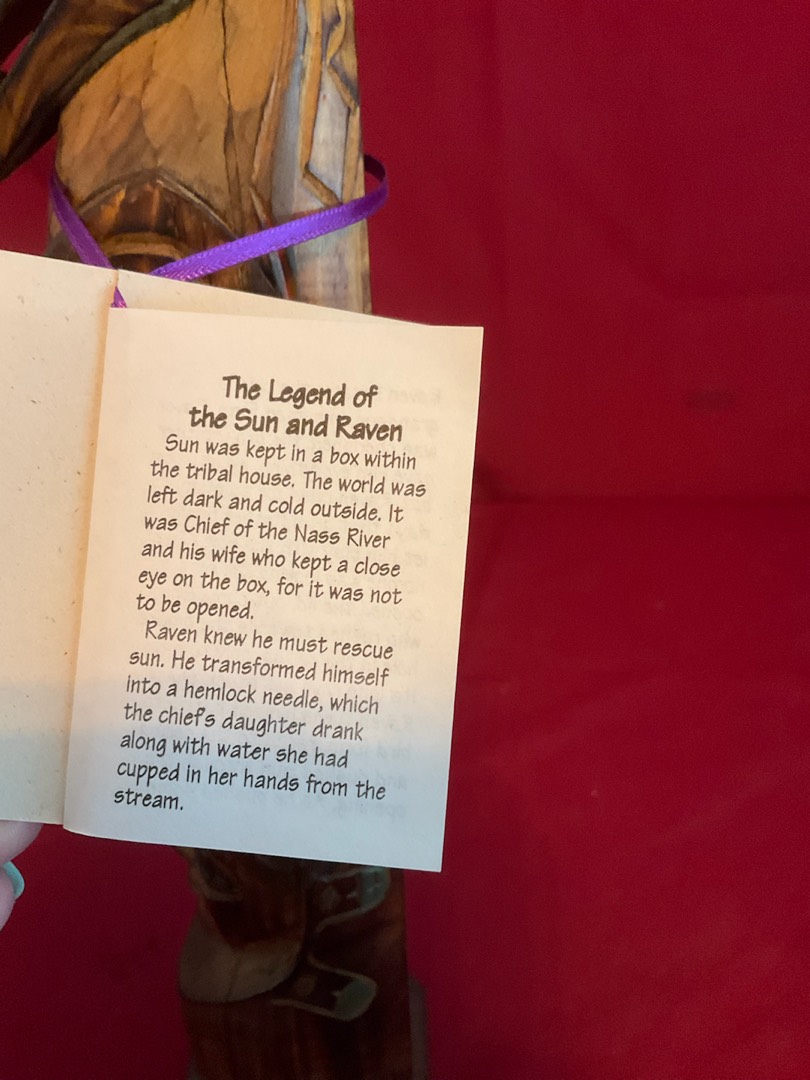 The Legend of
the Sun and Raven
Sun was kept in a box within
the tribal house. The world was
left dark and cold outside. It
was Chief of the Nass River
and his wife who kept a close
eye on the box, for it was not
to be opened.
Raven knew he must rescue
sun. He transformed himself
into a hemlock needle, which
the chief's daughter drank
along with water she had
cupped in her hands from the
stream.